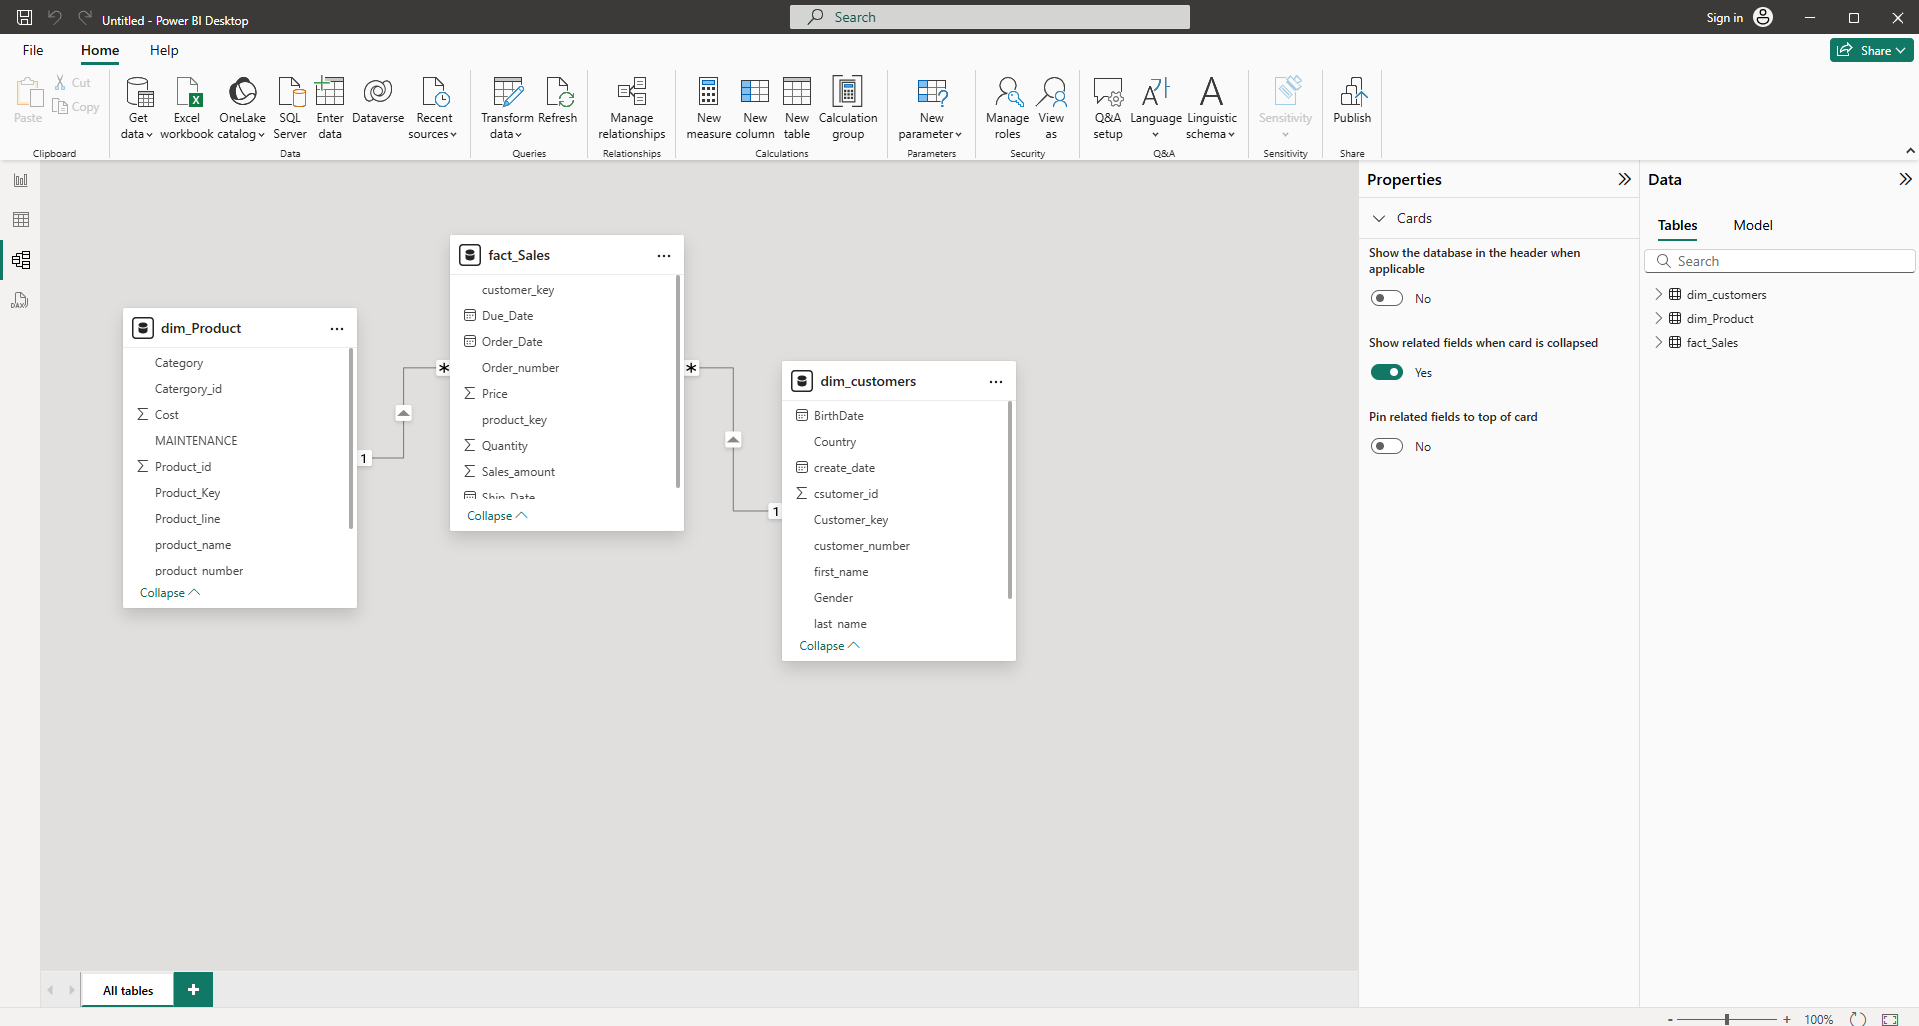 Untitled - Power BI Desktop
Search
Sign in
File
Home
Help
Share
Paste
Cut
Copy
Clipboard
Get data
Excel workbook
OneLake catalog
SQL Server
Enter data
Dataverse
Recent sources
Data
Transform data
Refresh
Queries
Manage relationships
Relationships
New measure
New column
New table
Calculation group
Calculations
New parameter
Parameters
Manage roles
View as
Security
Q&A setup
Language
Linguistic schema
Q&A
Sensitivity
Sensitivity
Publish
Share
DAX
dim_Product
Category
Catergory_id
Cost
MAINTENANCE
Product_id
Product_Key
Product_line
product_name
product_number
Collapse
1
*
fact_Sales
customer_key
Due_Date
Order_Date
Order_number
Price
product_key
Quantity
Sales_amount
Ship_Date
Collapse
*
1
dim_customers
BirthDate
Country
create_date
csutomer_id
Customer_key
customer_number
first_name
Gender
last_name
Collapse
Properties
Cards
Show the database in the header when
applicable
No
Show related fields when card is collapsed
Yes
Pin related fields to top of card
No
Data
Tables
Model
Search
dim_customers
dim_Product
fact_Sales
All tables
+
- + 100%